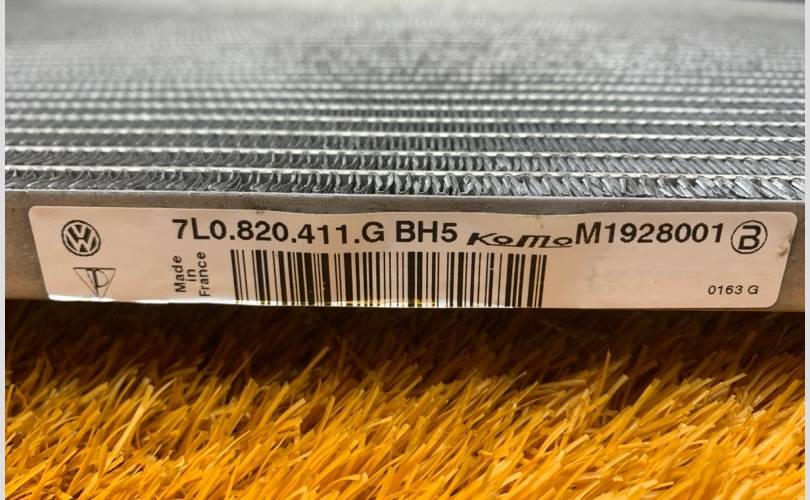 7L0.820.411.G BH5 KoMo M1928001 B
Made
in
France
0163 G